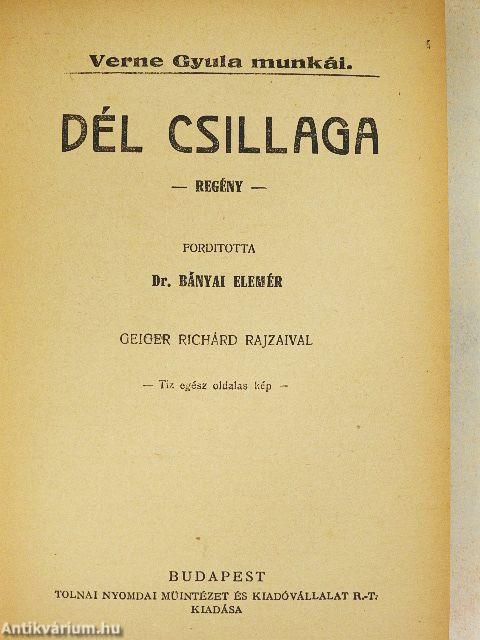 Verne Gyula munkái.
DÉL CSILLAGA
— REGÉNY —
FORDITOTTA
Dr. BÁNYAI ELEMÉR
GEIGER RICHÁRD RAJZAIVAL
— Tiz egész oldalas kép —
BUDAPEST
TOLNAI NYOMDAI MŰINTÉZET ÉS KIADÓVÁLLALAT R.-T.
KIADÁSA
Antikvárium.hu